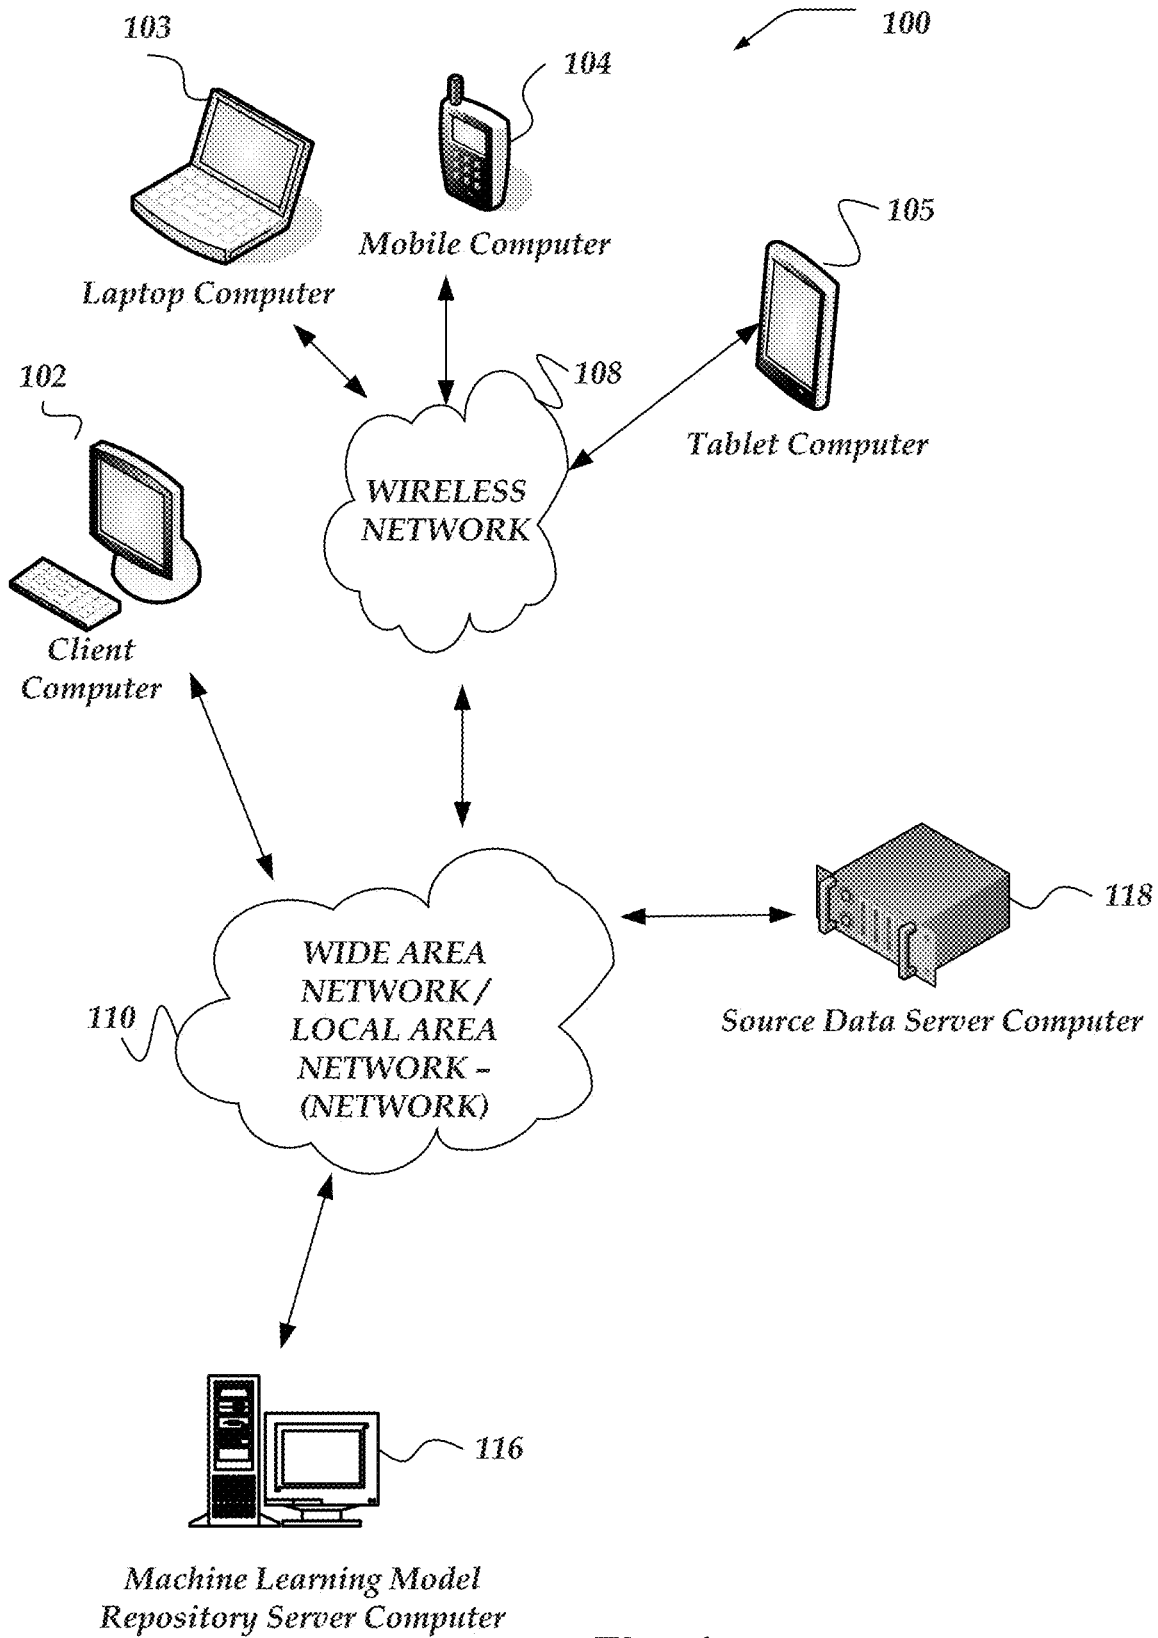 103
100
104
105
Mobile Computer
Laptop Computer
108
102
Tablet Computer
WIRELESS
NETWORK
Client
Computer
118
WIDE AREA
NETWORK /
LOCAL AREA
NETWORK –
(NETWORK)
110
Source Data Server Computer
116
Machine Learning Model
Repository Server Computer